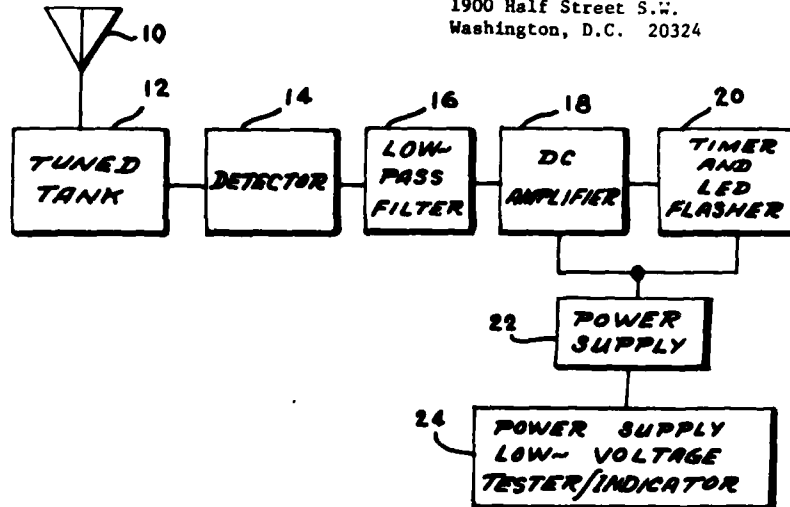 1900 Half Street S.W.
Washington, D.C. 20324
10
12
14
16
18
20
TUNED
TANK
DETECTOR
LOW~
PASS
FILTER
DC
AMPLIFIER
TIMER
AND
LED
FLASHER
22
POWER
SUPPLY
24
POWER SUPPLY
LOW~ VOLTAGE
TESTER/INDICATOR